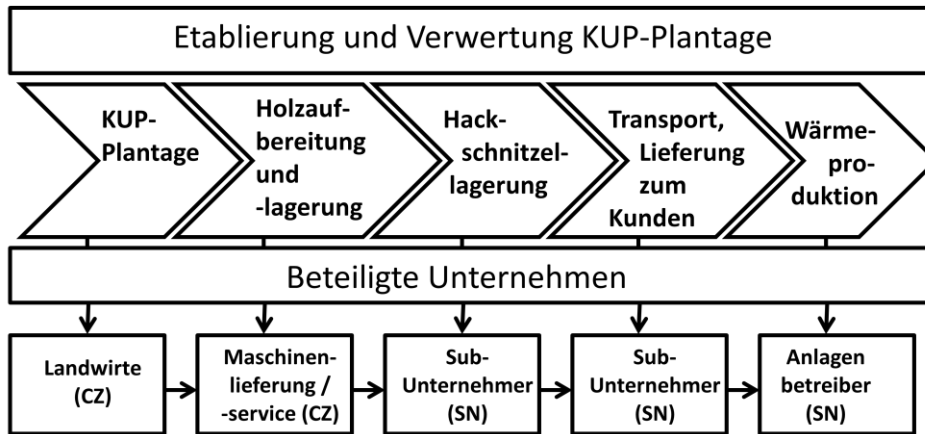 Etablierung und Verwertung KUP-Plantage
KUP-
Plantage
Holzauf-
bereitung
und
-lagerung
Hack-
schnitzel-
lagerung
Transport,
Lieferung
zum
Kunden
Wärme-
pro-
duktion
Beteiligte Unternehmen
Landwirte
(CZ)
Maschinen-
lieferung /
-service (CZ)
Sub-
Unternehmer
(SN)
Sub-
Unternehmer
(SN)
Anlagen
betreiber
(SN)